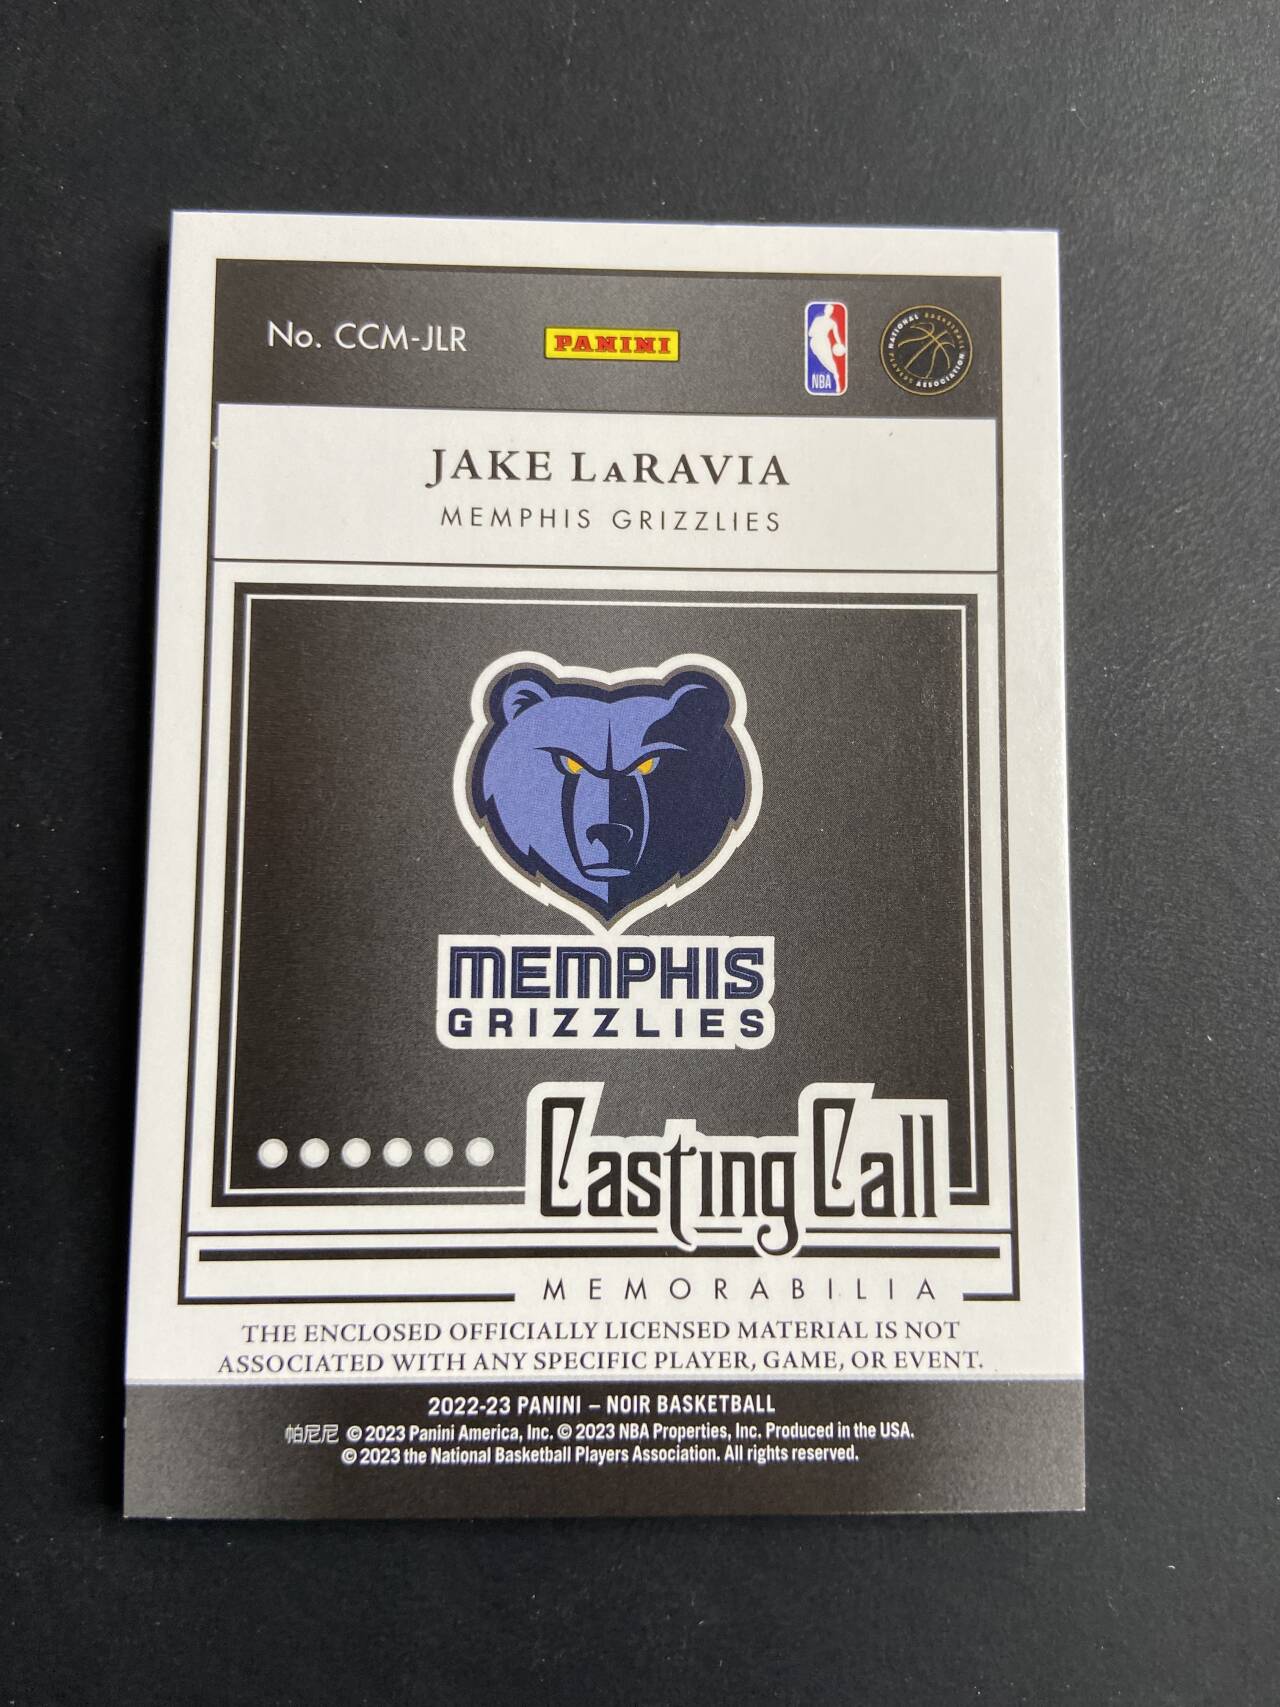 No. CCM-JLR
PANINI
NBA
NATIONAL BASKETBALL PLAYERS ASSOCIATION
JAKE LaRAVIA
MEMPHIS GRIZZLIES
MEMPHIS
GRIZZLIES
Casting Call
MEMORABILIA
THE ENCLOSED OFFICIALLY LICENSED MATERIAL IS NOT
ASSOCIATED WITH ANY SPECIFIC PLAYER, GAME, OR EVENT.
2022-23 PANINI – NOIR BASKETBALL
帕尼尼 © 2023 Panini America, Inc. © 2023 NBA Properties, Inc. Produced in the USA.
© 2023 the National Basketball Players Association. All rights reserved.